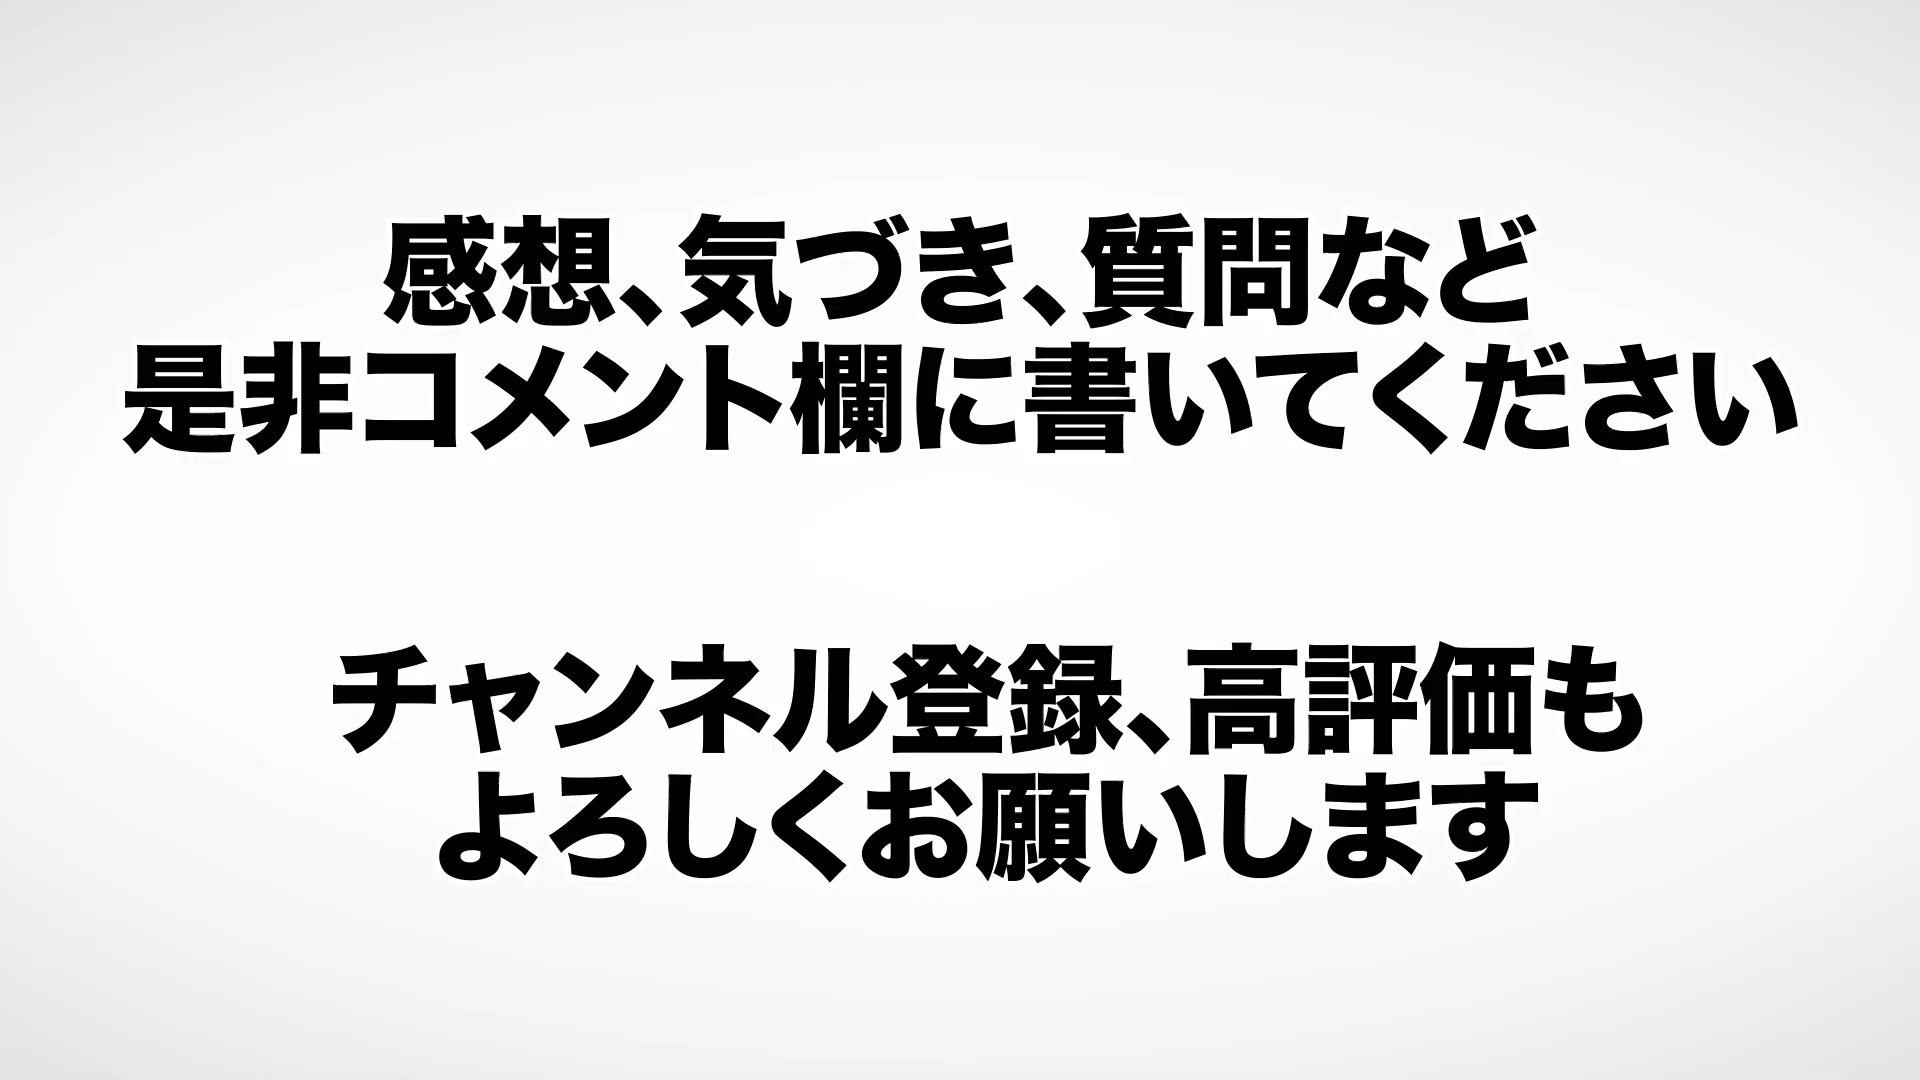 感想、気づき、質問など
是非コメント欄に書いてください
チャンネル登録、高評価も
よろしくお願いします